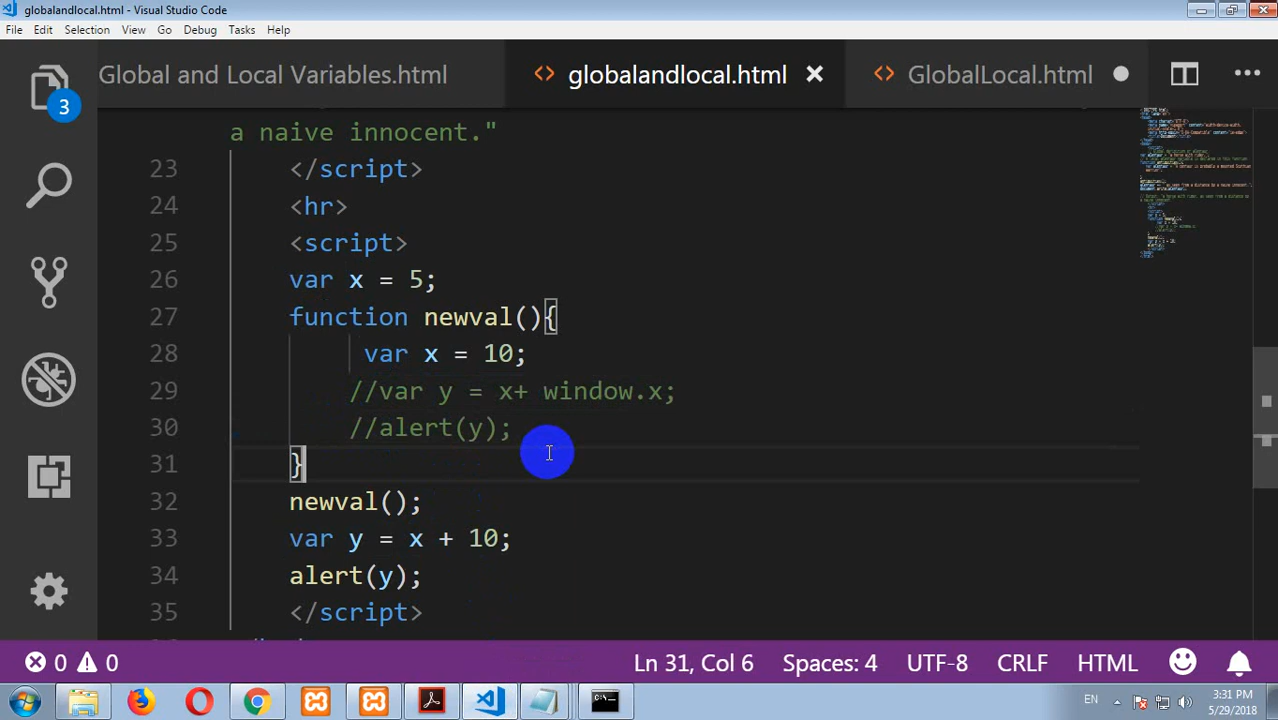 globalandlocal.html - Visual Studio Code
File Edit Selection View Go Debug Tasks Help
Global and Local Variables.html globalandlocal.html GlobalLocal.html
3
a naive innocent."
23 </script>
24 <hr>
25 <script>
26 var x = 5;
27 function newval(){
28 var x = 10;
29 //var y = x+ window.x;
30 //alert(y);
31 }
32 newval();
33 var y = x + 10;
34 alert(y);
35 </script>
0 0 Ln 31, Col 6 Spaces: 4 UTF-8 CRLF HTML
EN 3:31 PM
5/29/2018